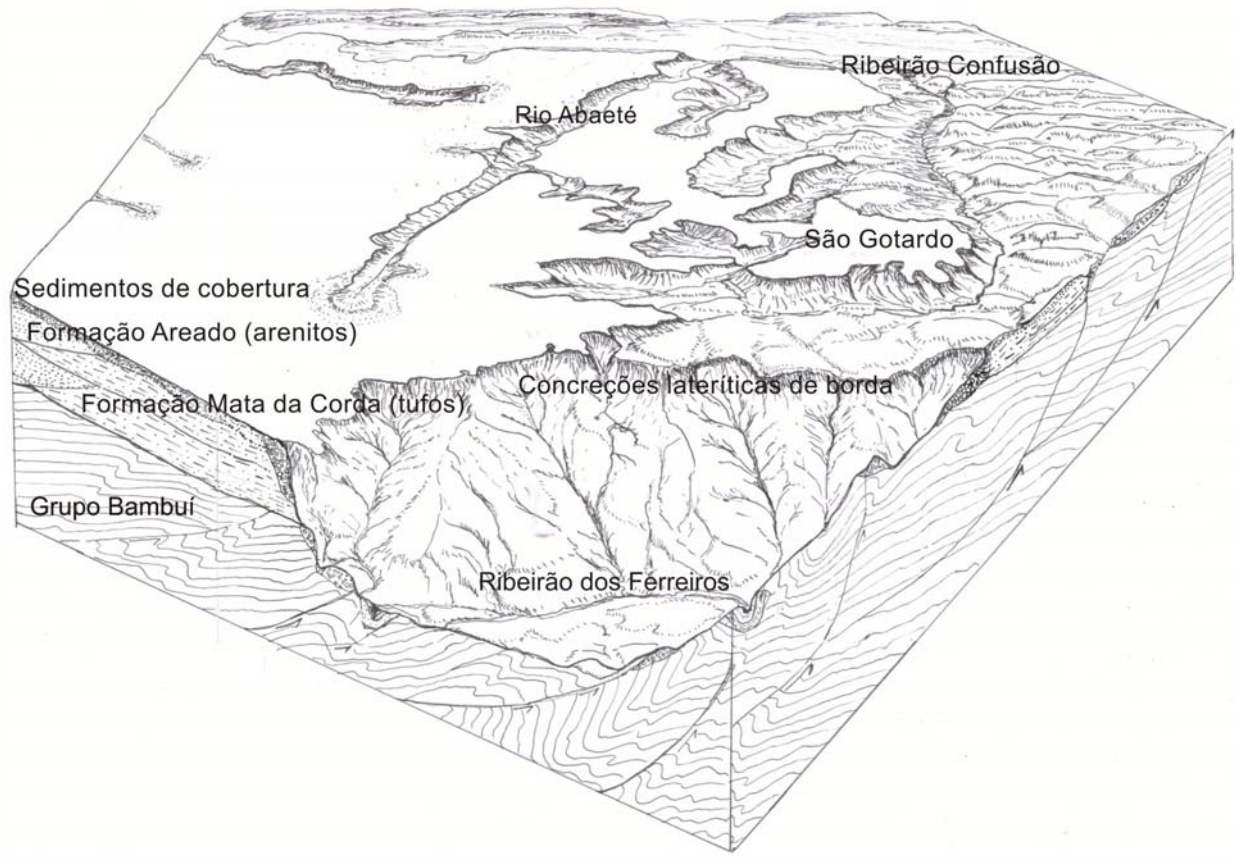 Ribeirão Confusão
Rio Abaeté
São Gotardo
Sedimentos de cobertura
Formação Areado (arenitos)
Concreções lateríticas de borda
Formação Mata da Corda (tufos)
Grupo Bambuí
Ribeirão dos Ferreiros